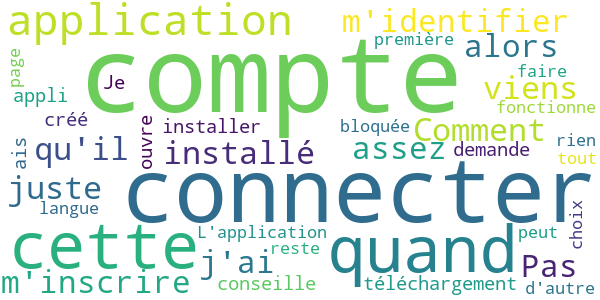 application
m'identifier
première
alors
page
compte
faire
Je
viens
appli
fonctionne
créé
installer
bloquée
Comment
ais
qu'il
ouvre
installé
assez
demande
rien
tout
juste
connecter
langue
choix
cette
L'application
quand
peut
reste
j'ai
Pas
m'inscrire
conseille
téléchargement
d'autre